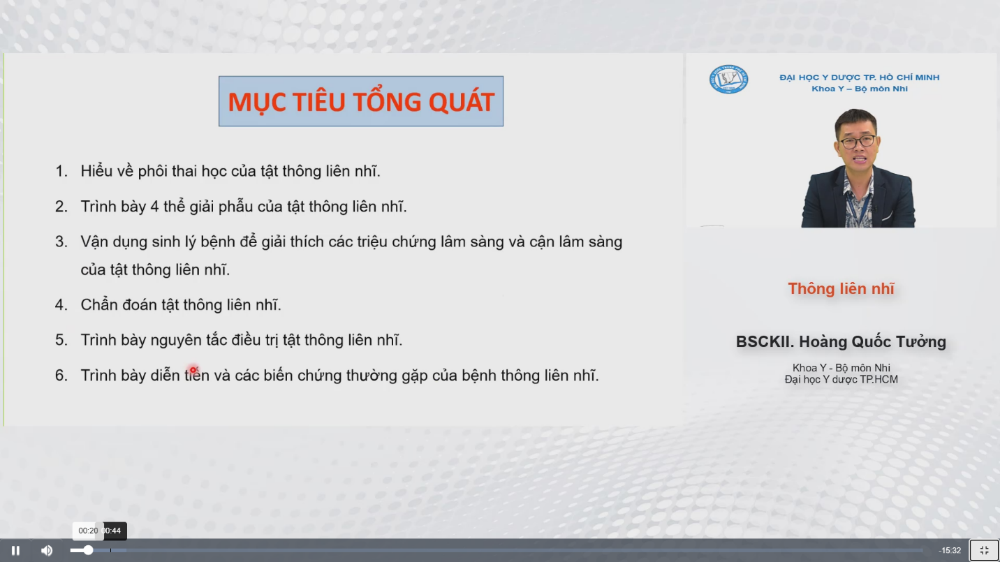 MỤC TIÊU TỔNG QUÁT
1. Hiểu về phôi thai học của tật thông liên nhĩ.
2. Trình bày 4 thể giải phẫu của tật thông liên nhĩ.
3. Vận dụng sinh lý bệnh để giải thích các triệu chứng lâm sàng và cận lâm sàng
của tật thông liên nhĩ.
4. Chẩn đoán tật thông liên nhĩ.
5. Trình bày nguyên tắc điều trị tật thông liên nhĩ.
6. Trình bày diễn tiến và các biến chứng thường gặp của bệnh thông liên nhĩ.
ĐẠI HỌC Y DƯỢC TP. HỒ CHÍ MINH
Khoa Y – Bộ môn Nhi
Thông liên nhĩ
BSCKII. Hoàng Quốc Tưởng
Khoa Y - Bộ môn Nhi
Đại học Y dược TP.HCM
00:20 00:44
-15:32